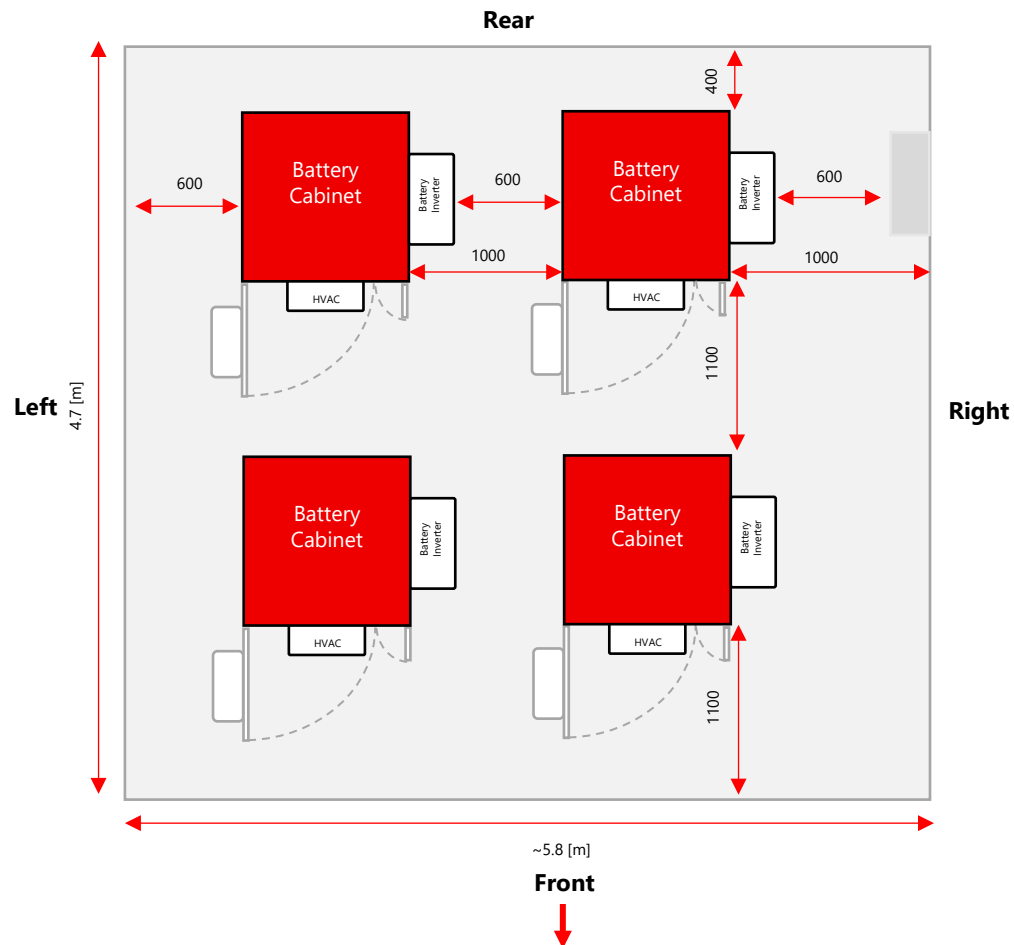 Rear
400
Battery
Cabinet
Battery
Inverter
Battery
Cabinet
Battery
Inverter
600
600
600
1000
1000
HVAC
HVAC
1100
Left
4.7 [m]
Right
Battery
Cabinet
Battery
Inverter
Battery
Cabinet
Battery
Inverter
HVAC
HVAC
1100
~5.8 [m]
Front